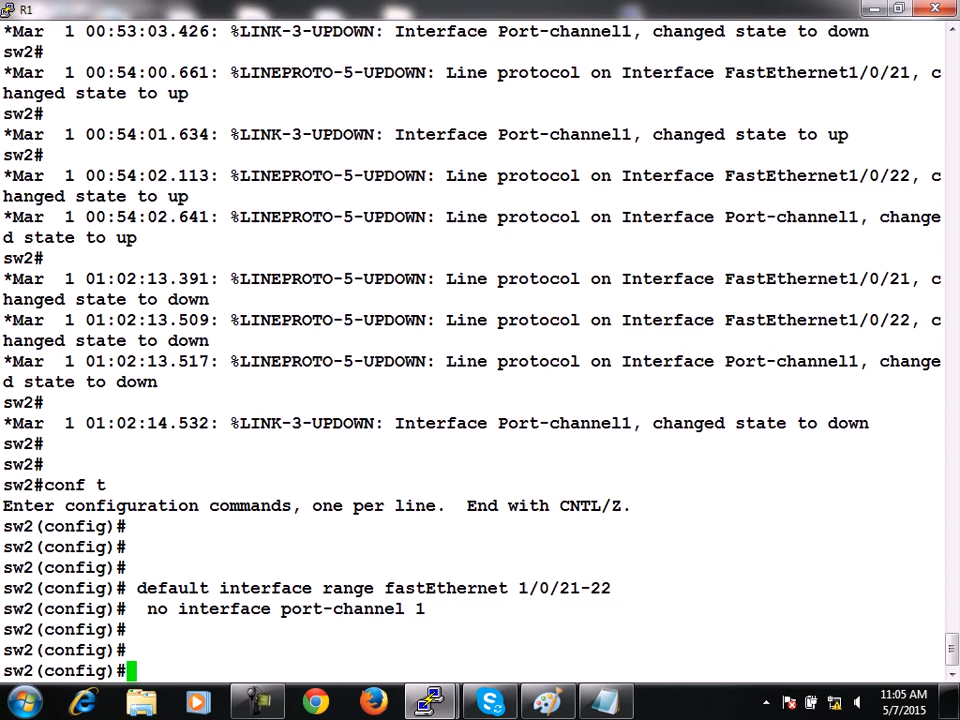 R1
*Mar  1 00:53:03.426: %LINK-3-UPDOWN: Interface Port-channel1, changed state to down
sw2#
*Mar  1 00:54:00.661: %LINEPROTO-5-UPDOWN: Line protocol on Interface FastEthernet1/0/21, c
hanged state to up
sw2#
*Mar  1 00:54:01.634: %LINK-3-UPDOWN: Interface Port-channel1, changed state to up
sw2#
*Mar  1 00:54:02.113: %LINEPROTO-5-UPDOWN: Line protocol on Interface FastEthernet1/0/22, c
hanged state to up
*Mar  1 00:54:02.641: %LINEPROTO-5-UPDOWN: Line protocol on Interface Port-channel1, change
d state to up
sw2#
*Mar  1 01:02:13.391: %LINEPROTO-5-UPDOWN: Line protocol on Interface FastEthernet1/0/21, c
hanged state to down
*Mar  1 01:02:13.509: %LINEPROTO-5-UPDOWN: Line protocol on Interface FastEthernet1/0/22, c
hanged state to down
*Mar  1 01:02:13.517: %LINEPROTO-5-UPDOWN: Line protocol on Interface Port-channel1, change
d state to down
sw2#
*Mar  1 01:02:14.532: %LINK-3-UPDOWN: Interface Port-channel1, changed state to down
sw2#
sw2#
sw2#conf t
Enter configuration commands, one per line.  End with CNTL/Z.
sw2(config)#
sw2(config)#
sw2(config)#
sw2(config)# default interface range fastEthernet 1/0/21-22
sw2(config)#  no interface port-channel 1
sw2(config)#
sw2(config)#
sw2(config)#
11:05 AM
5/7/2015